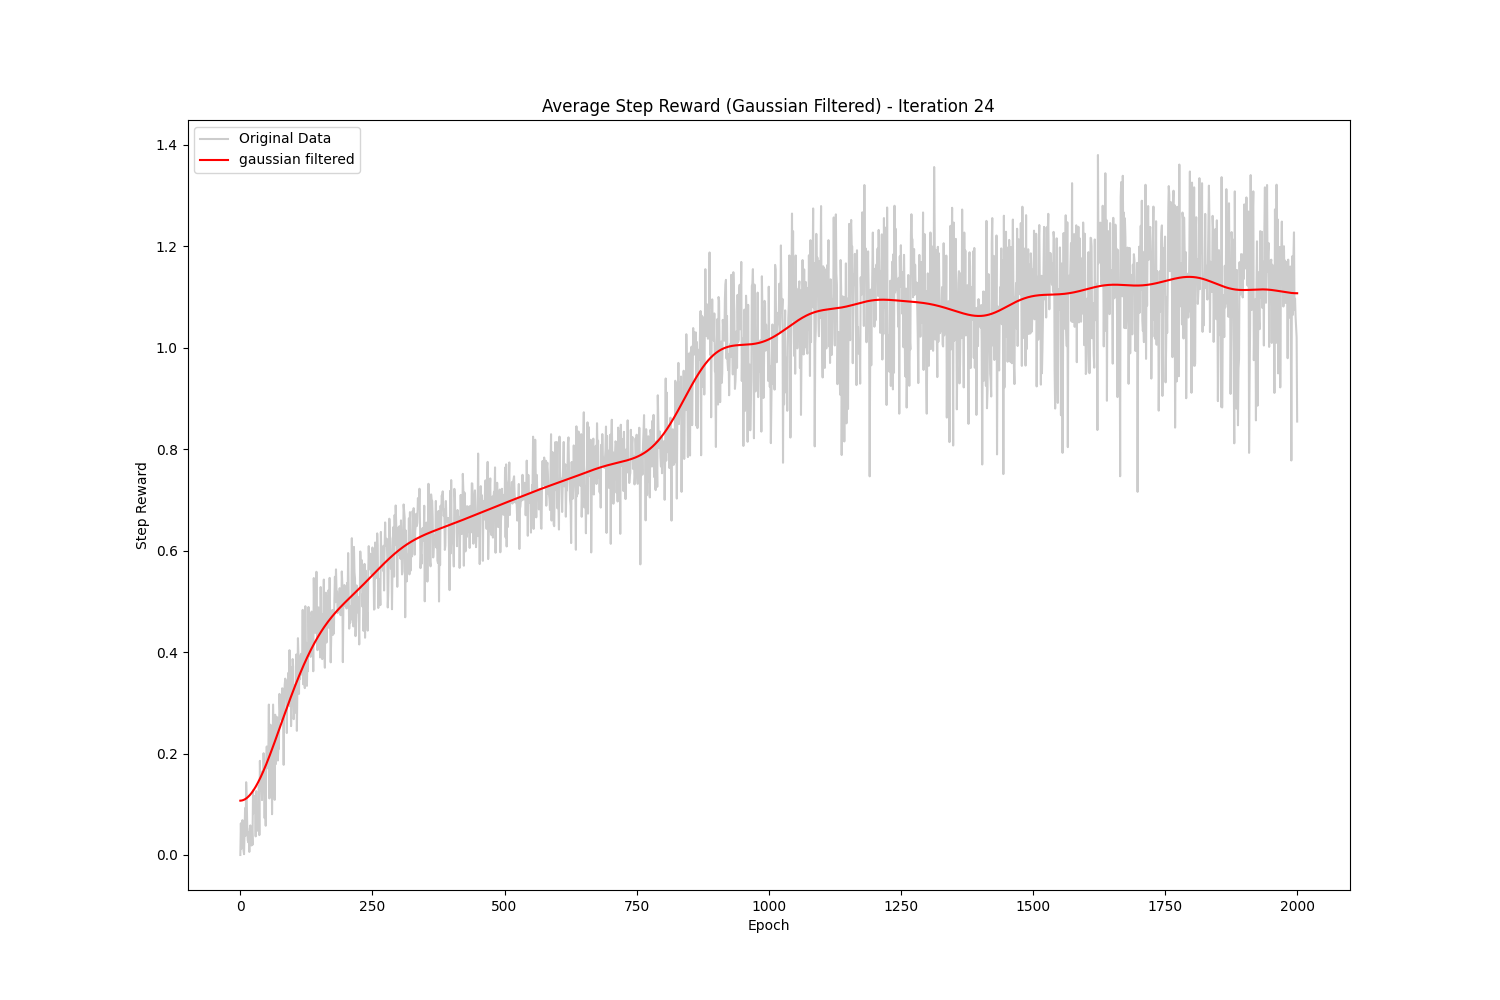 Average Step Reward (Gaussian Filtered) - Iteration 24
Original Data
gaussian filtered
1.4
1.2
1.0
0.8
0.6
0.4
0.2
0.0
Step Reward
0 250 500 750 1000 1250 1500 1750 2000
Epoch